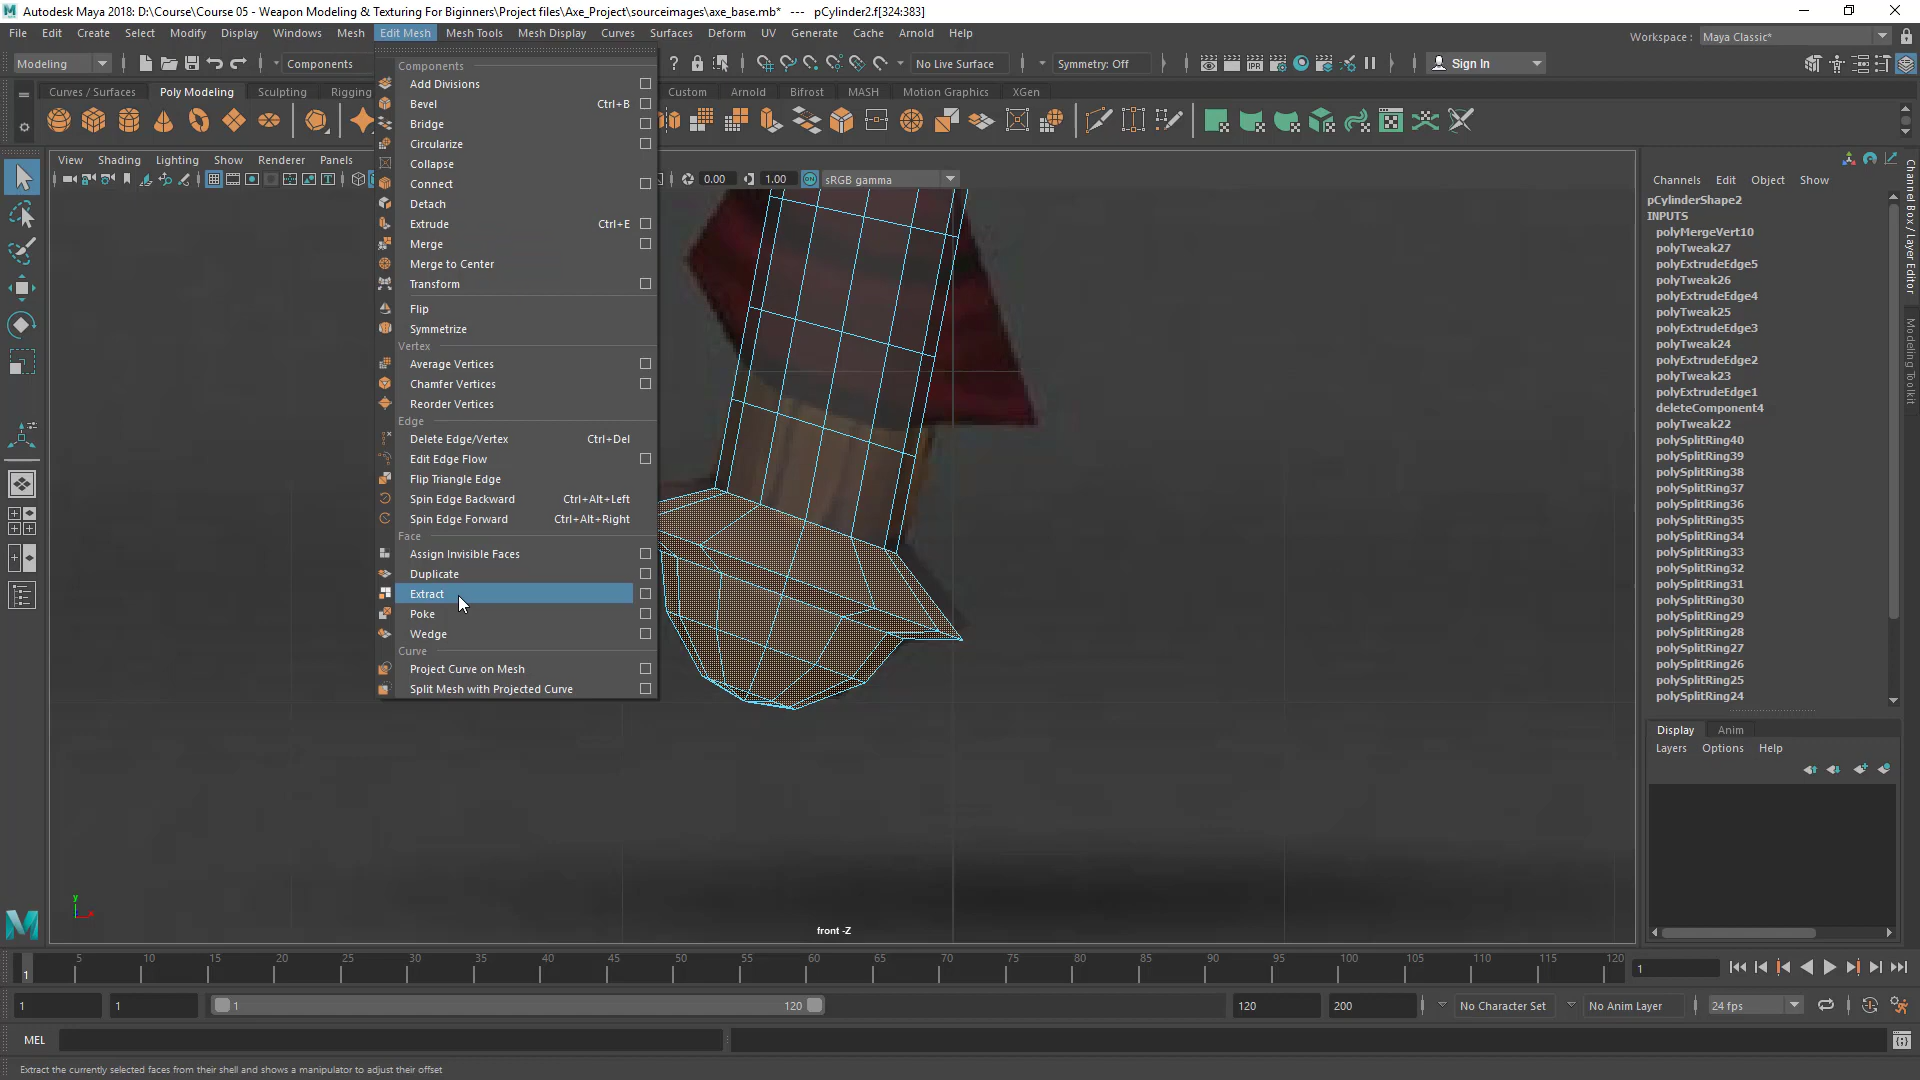 Autodesk Maya 2018: D:\Course\Course 05 - Weapon Modeling & Texturing For Biginners\Project files\Axe_Project\sourceimages\axe_base.mb* --- pCylinder2.f[324:383]
File Edit Create Select Modify Display Windows Mesh Edit Mesh Mesh Tools Mesh Display Curves Surfaces Deform UV Generate Cache Arnold Help
Workspace : Maya Classic*
Modeling Components No Live Surface Symmetry: Off Sign In
Curves / Surfaces Poly Modeling Sculpting Rigging Custom Arnold Bifrost MASH Motion Graphics XGen
View Shading Lighting Show Renderer Panels
0.00 1.00 ON sRGB gamma
Components
Add Divisions
Bevel Ctrl+B
Bridge
Circularize
Collapse
Connect
Detach
Extrude Ctrl+E
Merge
Merge to Center
Transform
Flip
Symmetrize
Vertex
Average Vertices
Chamfer Vertices
Reorder Vertices
Edge
Delete Edge/Vertex Ctrl+Del
Edit Edge Flow
Flip Triangle Edge
Spin Edge Backward Ctrl+Alt+Left
Spin Edge Forward Ctrl+Alt+Right
Face
Assign Invisible Faces
Duplicate
Extract
Poke
Wedge
Curve
Project Curve on Mesh
Split Mesh with Projected Curve
y
x
front -Z
Channels Edit Object Show
pCylinderShape2
INPUTS
polyMergeVert10
polyTweak27
polyExtrudeEdge5
polyTweak26
polyExtrudeEdge4
polyTweak25
polyExtrudeEdge3
polyTweak24
polyExtrudeEdge2
polyTweak23
polyExtrudeEdge1
deleteComponent4
polyTweak22
polySplitRing40
polySplitRing39
polySplitRing38
polySplitRing37
polySplitRing36
polySplitRing35
polySplitRing34
polySplitRing33
polySplitRing32
polySplitRing31
polySplitRing30
polySplitRing29
polySplitRing28
polySplitRing27
polySplitRing26
polySplitRing25
polySplitRing24
Channel Box / Layer Editor
Modeling Toolkit
Display Anim
Layers Options Help
1 5 10 15 20 25 30 35 40 45 50 55 60 65 70 75 80 85 90 95 100 105 110 115 120
1
1 1 1 120 120 200 No Character Set No Anim Layer 24 fps
MEL
Extract the currently selected faces from their shell and shows a manipulator to adjust their offset